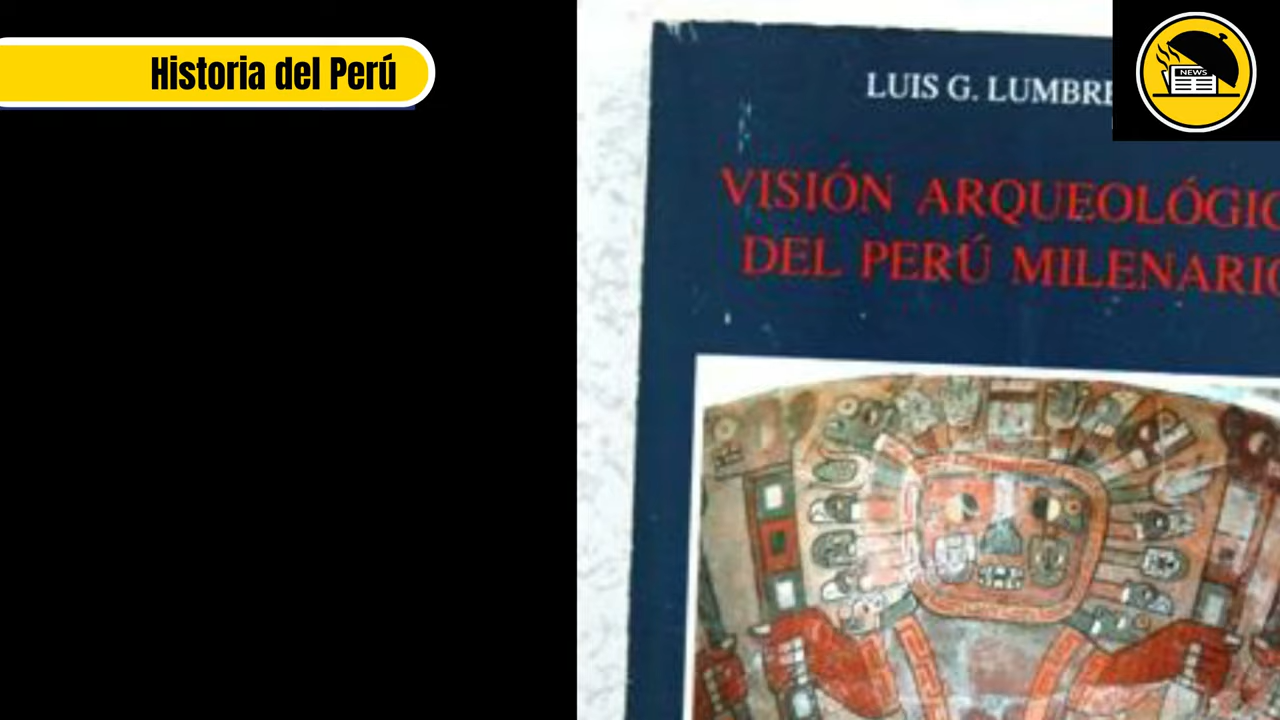 Historia del Perú
NEWS
LUIS G. LUMBRE
VISIÓN ARQUEOLÓGIC
DEL PERÚ MILENARIO